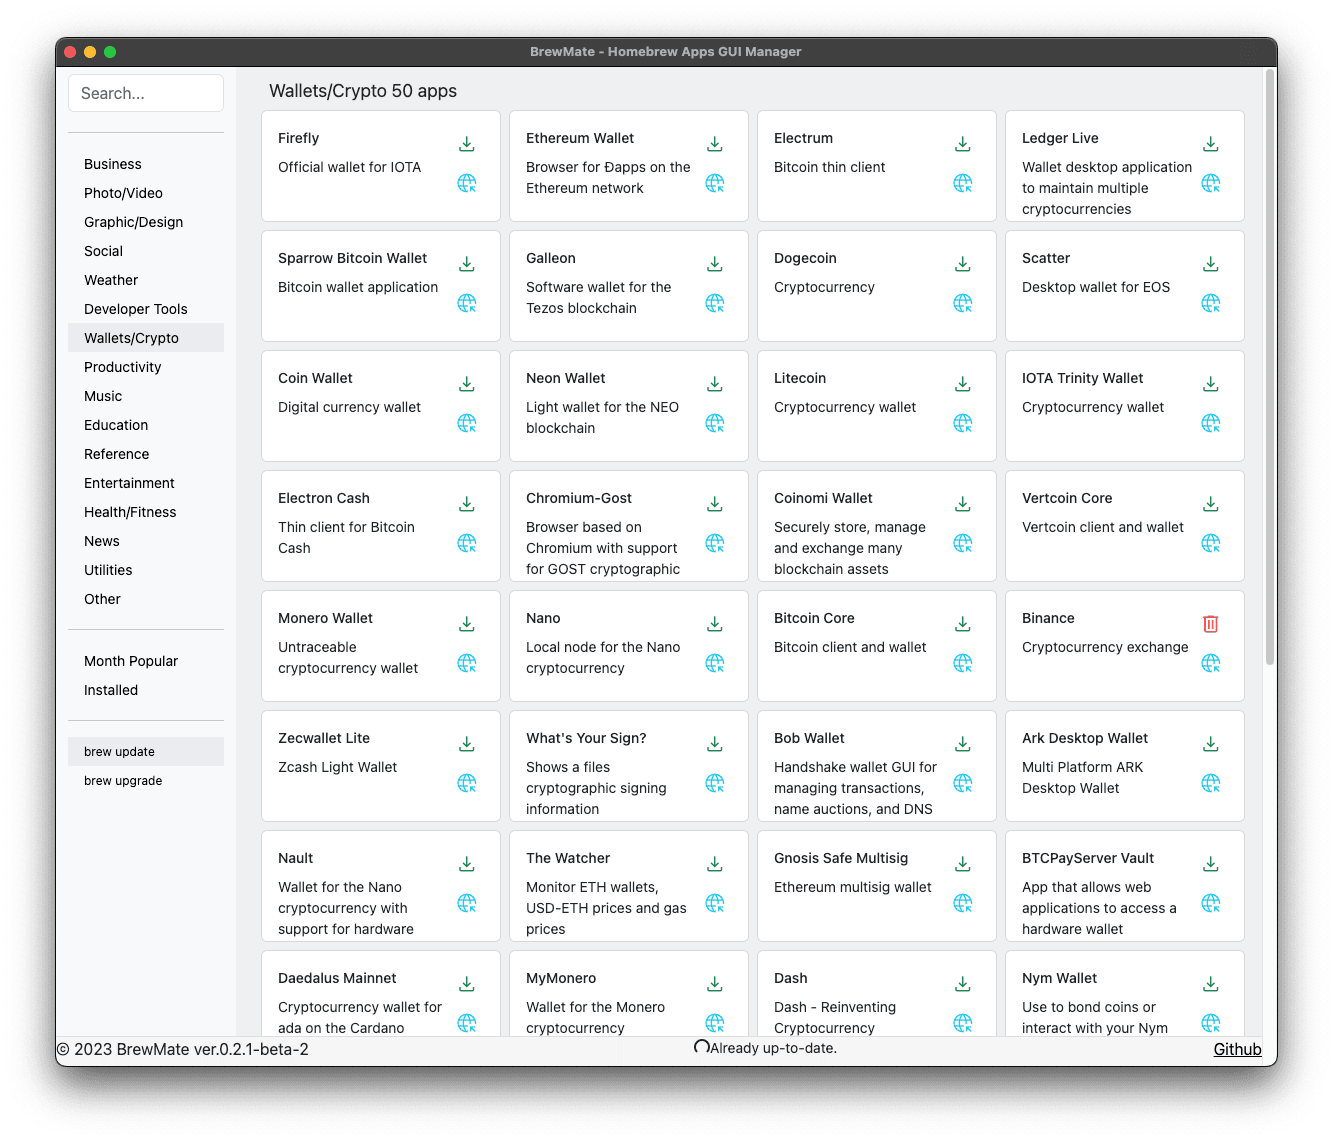 BrewMate - Homebrew Apps GUI Manager
Search...
Business
Photo/Video
Graphic/Design
Social
Weather
Developer Tools
Wallets/Crypto
Productivity
Music
Education
Reference
Entertainment
Health/Fitness
News
Utilities
Other
Month Popular
Installed
brew update
brew upgrade
Wallets/Crypto 50 apps
Firefly
Official wallet for IOTA
Ethereum Wallet
Browser for Ðapps on the
Ethereum network
Electrum
Bitcoin thin client
Ledger Live
Wallet desktop application
to maintain multiple
cryptocurrencies
Sparrow Bitcoin Wallet
Bitcoin wallet application
Galleon
Software wallet for the
Tezos blockchain
Dogecoin
Cryptocurrency
Scatter
Desktop wallet for EOS
Coin Wallet
Digital currency wallet
Neon Wallet
Light wallet for the NEO
blockchain
Litecoin
Cryptocurrency wallet
IOTA Trinity Wallet
Cryptocurrency wallet
Electron Cash
Thin client for Bitcoin
Cash
Chromium-Gost
Browser based on
Chromium with support
for GOST cryptographic
Coinomi Wallet
Securely store, manage
and exchange many
blockchain assets
Vertcoin Core
Vertcoin client and wallet
Monero Wallet
Untraceable
cryptocurrency wallet
Nano
Local node for the Nano
cryptocurrency
Bitcoin Core
Bitcoin client and wallet
Binance
Cryptocurrency exchange
Zecwallet Lite
Zcash Light Wallet
What's Your Sign?
Shows a files
cryptographic signing
information
Bob Wallet
Handshake wallet GUI for
managing transactions,
name auctions, and DNS
Ark Desktop Wallet
Multi Platform ARK
Desktop Wallet
Nault
Wallet for the Nano
cryptocurrency with
support for hardware
The Watcher
Monitor ETH wallets,
USD-ETH prices and gas
prices
Gnosis Safe Multisig
Ethereum multisig wallet
BTCPayServer Vault
App that allows web
applications to access a
hardware wallet
Daedalus Mainnet
Cryptocurrency wallet for
ada on the Cardano
MyMonero
Wallet for the Monero
cryptocurrency
Dash
Dash - Reinventing
Cryptocurrency
Nym Wallet
Use to bond coins or
interact with your Nym
© 2023 BrewMate ver.0.2.1-beta-2
Already up-to-date.
Github